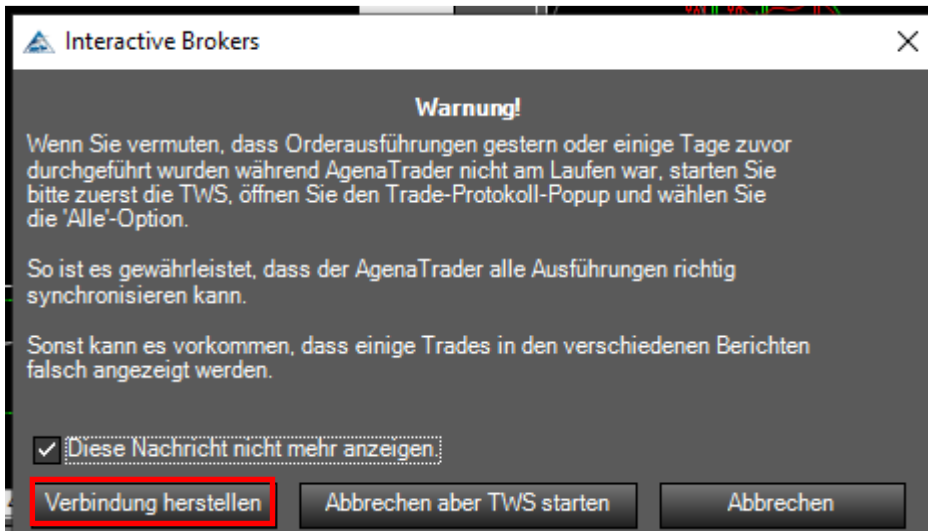 Interactive Brokers
Warnung!
Wenn Sie vermuten, dass Orderausführungen gestern oder einige Tage zuvor
durchgeführt wurden während AgenaTrader nicht am Laufen war, starten Sie
bitte zuerst die TWS, öffnen Sie den Trade-Protokoll-Popup und wählen Sie
die 'Alle'-Option.
So ist es gewährleistet, dass der AgenaTrader alle Ausführungen richtig
synchronisieren kann.
Sonst kann es vorkommen, dass einige Trades in den verschiedenen Berichten
falsch angezeigt werden.
Diese Nachricht nicht mehr anzeigen.
Verbindung herstellen Abbrechen aber TWS starten Abbrechen